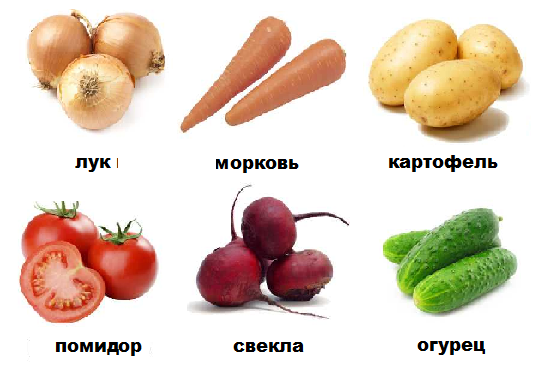 лук
морковь
картофель
помидор
свекла
огурец